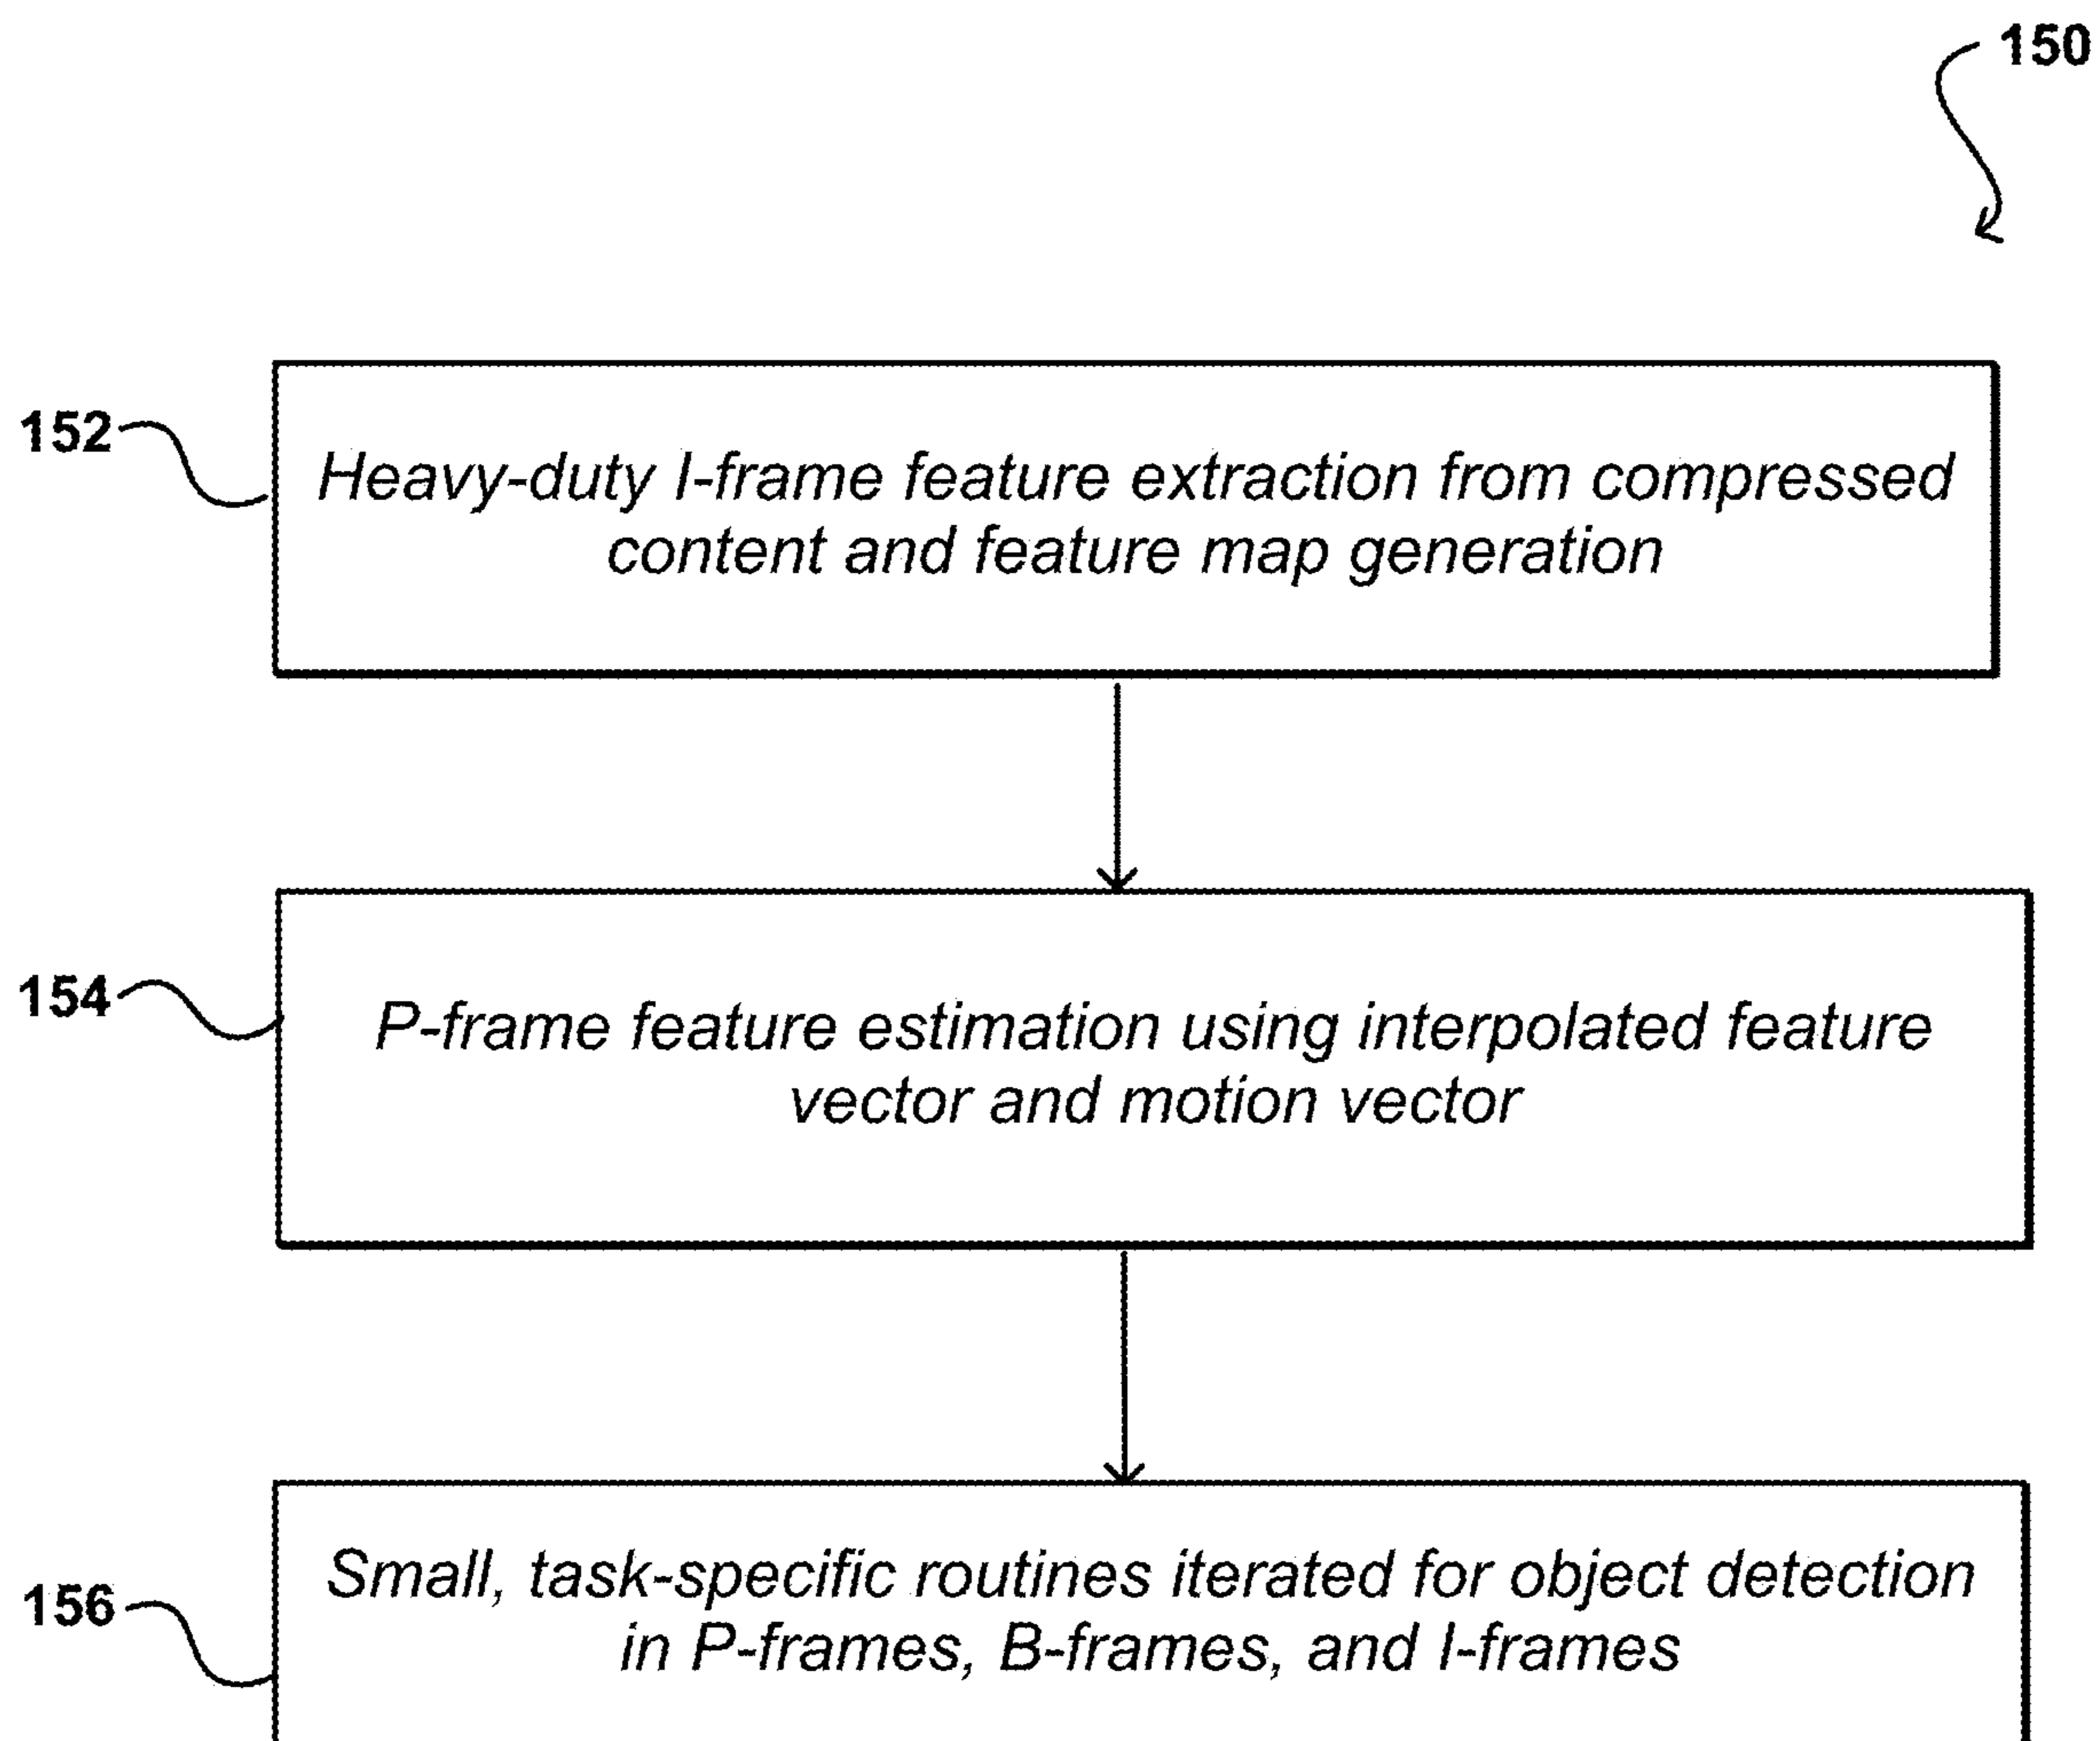 150
152
Heavy-duty I-frame feature extraction from compressed
content and feature map generation
154
P-frame feature estimation using interpolated feature
vector and motion vector
156
Small, task-specific routines iterated for object detection
in P-frames, B-frames, and I-frames